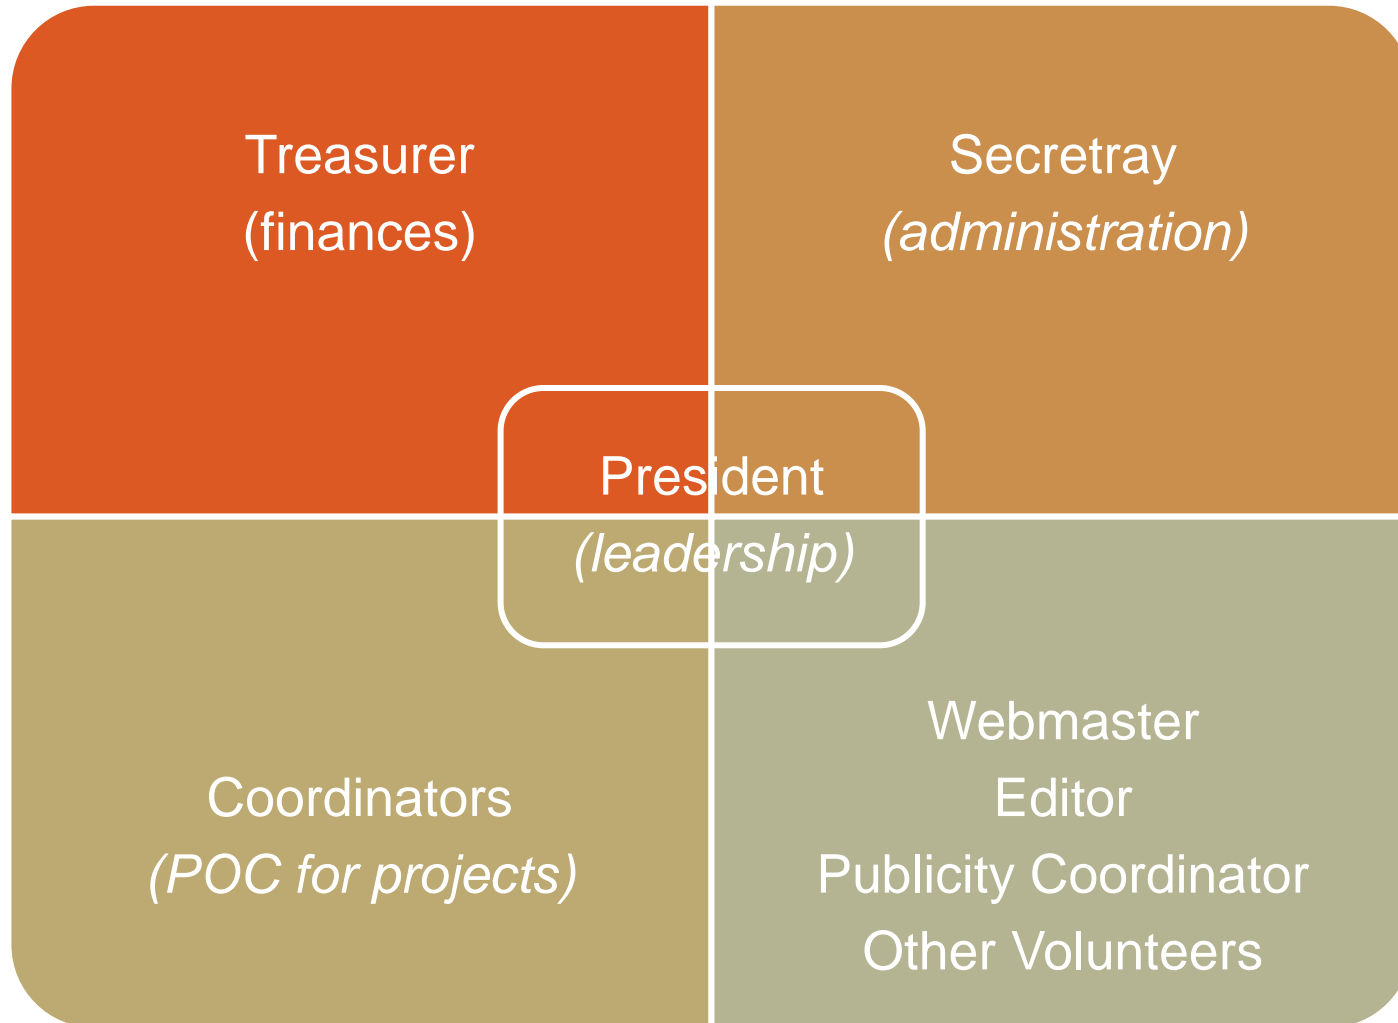 Treasurer
(finances)
Secretray
(administration)
President
(leadership)
Coordinators
(POC for projects)
Webmaster
Editor
Publicity Coordinator
Other Volunteers